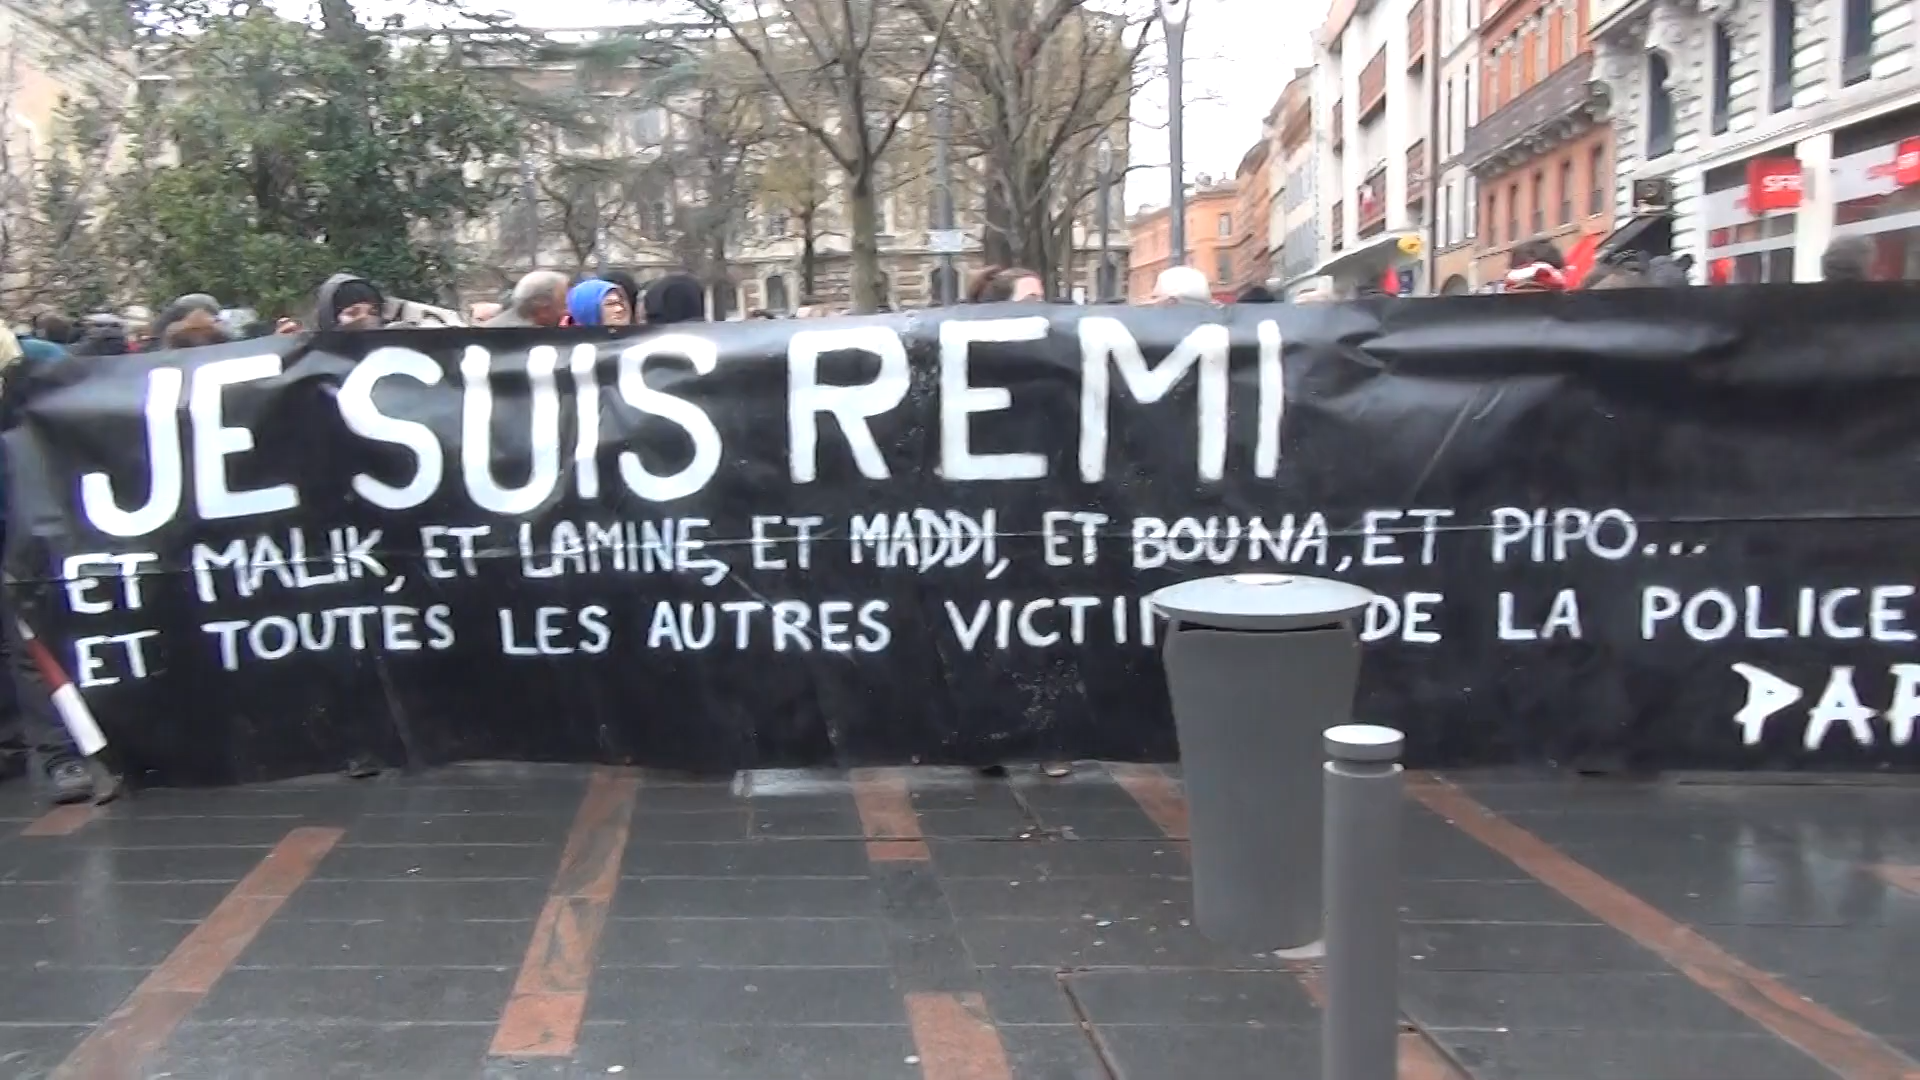 JE SUIS REMI
ET MALIK, ET LAMINE, ET MADDI, ET BOUNA, ET PIPO...
ET TOUTES LES AUTRES DE LA POLICE
SFR